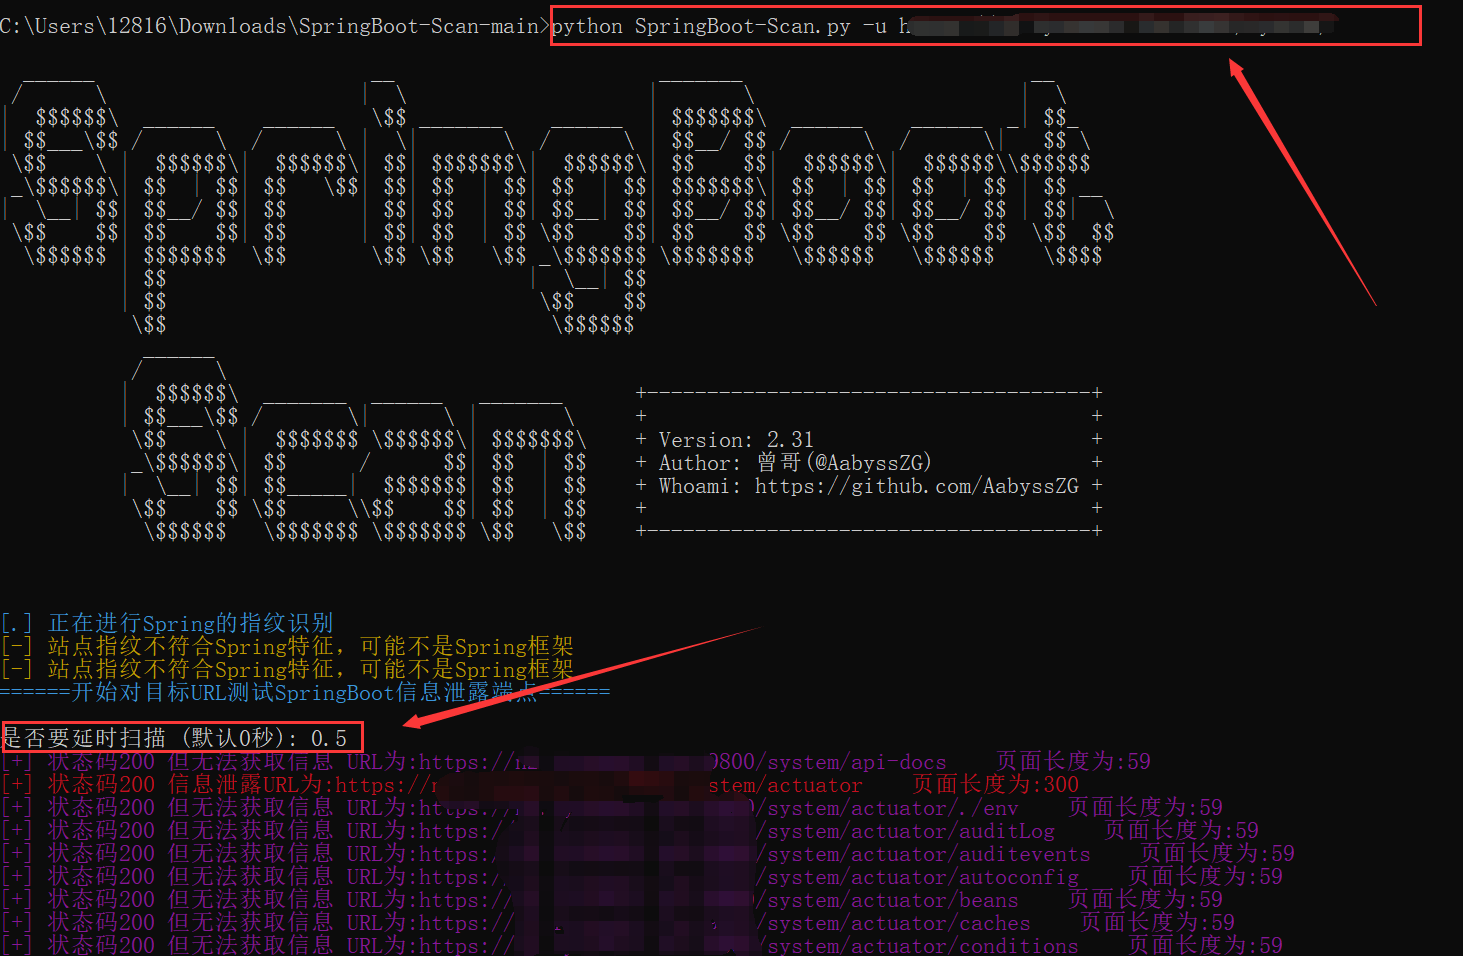 C:\Users\12816\Downloads\SpringBoot-Scan-main>python SpringBoot-Scan.py -u h
+ Version: 2.31 +
+ Author: 曾哥(@AabyssZG) +
+ Whoami: https://github.com/AabyssZG +
[.] 正在进行Spring的指纹识别
[-] 站点指纹不符合Spring特征，可能不是Spring框架
[-] 站点指纹不符合Spring特征，可能不是Spring框架
======开始对目标URL测试SpringBoot信息泄露端点======
是否要延时扫描 (默认0秒): 0.5
[+] 状态码200 但无法获取信息 URL为:https:// 9800/system/api-docs 页面长度为:59
[+] 状态码200 信息泄露URL为:https:// stem/actuator 页面长度为:300
[+] 状态码200 但无法获取信息 URL为:https:/ 0/system/actuator/./env 页面长度为:59
[+] 状态码200 但无法获取信息 URL为:https:/ /system/actuator/auditLog 页面长度为:59
[+] 状态码200 但无法获取信息 URL为:https:/ /system/actuator/auditevents 页面长度为:59
[+] 状态码200 但无法获取信息 URL为:https:/ /system/actuator/autoconfig 页面长度为:59
[+] 状态码200 但无法获取信息 URL为:https:/ /system/actuator/beans 页面长度为:59
[+] 状态码200 但无法获取信息 URL为:https:/ /system/actuator/caches 页面长度为:59
[+] 状态码200 但无法获取信息 URL为:https:/ /system/actuator/conditions 页面长度为:59